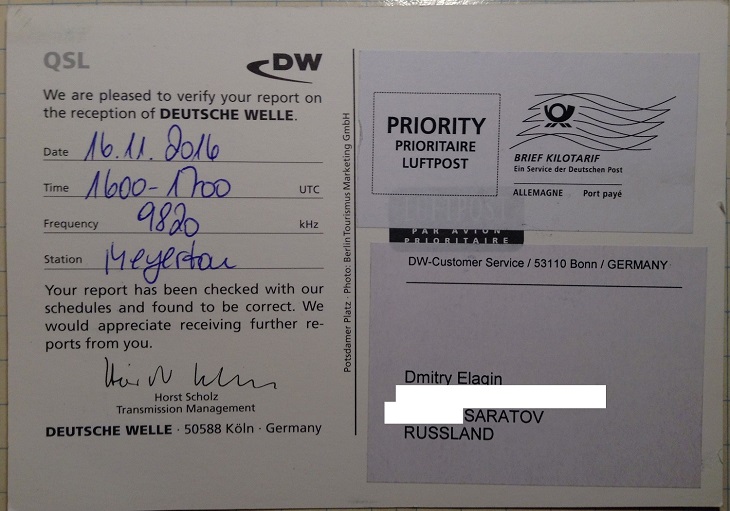 QSL
DW
We are pleased to verify your report on
the reception of DEUTSCHE WELLE.
Date 16.11.2016
Time 1600-1700 UTC
Frequency 9820 kHz
Station Meyerton
Your report has been checked with our
schedules and found to be correct. We
would appreciate receiving further re-
ports from you.
Horst Scholz
Transmission Management
DEUTSCHE WELLE · 50588 Köln · Germany
Potsdamer Platz · Photo: Berlin Tourismus Marketing GmbH
PRIORITY
PRIORITAIRE
LUFTPOST
BRIEF KILOTARIF
Ein Service der Deutschen Post
ALLEMAGNE Port payé
PAR AVION
PRIORITAIRE
DW-Customer Service / 53110 Bonn / GERMANY
Dmitry Elagin
SARATOV
RUSSLAND